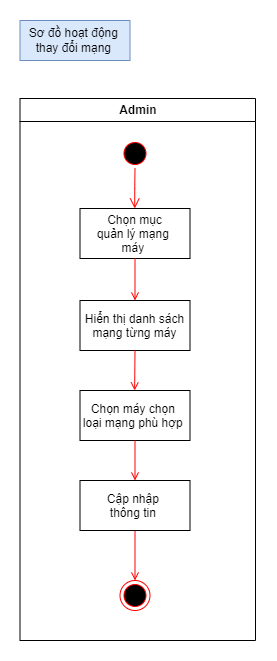 Sơ đồ hoạt động
thay đổi mạng
Admin
Chọn mục
quản lý mạng
máy
Hiển thị danh sách
mạng từng máy
Chọn máy chọn
loại mạng phù hợp
Cập nhập
thông tin